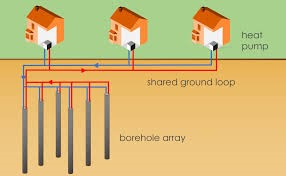 heat
pump
shared ground loop
borehole array